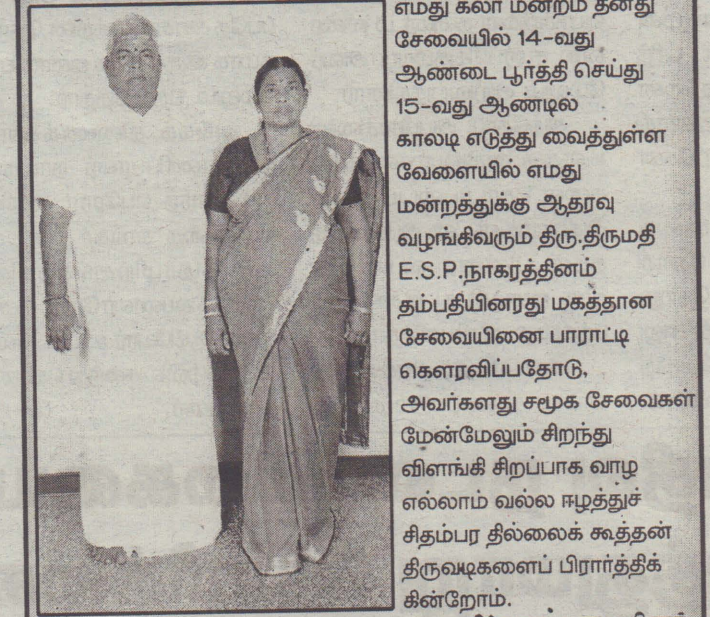 எமது கலா மன்றம் தனது
சேவையில் 14-வது
ஆண்டை பூர்த்தி செய்து
15-வது ஆண்டில்
காலடி எடுத்து வைத்துள்ள
வேளையில் எமது
மன்றத்துக்கு ஆதரவு
வழங்கிவரும் திரு.திருமதி
E.S.P.நாகரத்தினம்
தம்பதியினரது மகத்தான
சேவையினை பாராட்டி
கௌரவிப்பதோடு,
அவர்களது சமூக சேவைகள்
மேன்மேலும் சிறந்து
விளங்கி சிறப்பாக வாழ
எல்லாம் வல்ல ஈழத்துச்
சிதம்பர தில்லைக் கூத்தன்
திருவடிகளைப் பிரார்த்திக்
கின்றோம்.